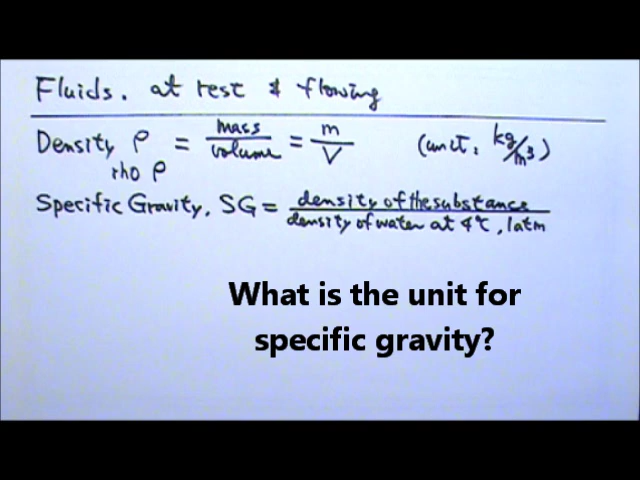 Fluids. at rest & flowing
Density ρ = mass/volume = m/V (unit: kg/m³)
rho ρ
Specific Gravity, SG = density of the substance/density of water at 4°C, 1atm
What is the unit for
specific gravity?